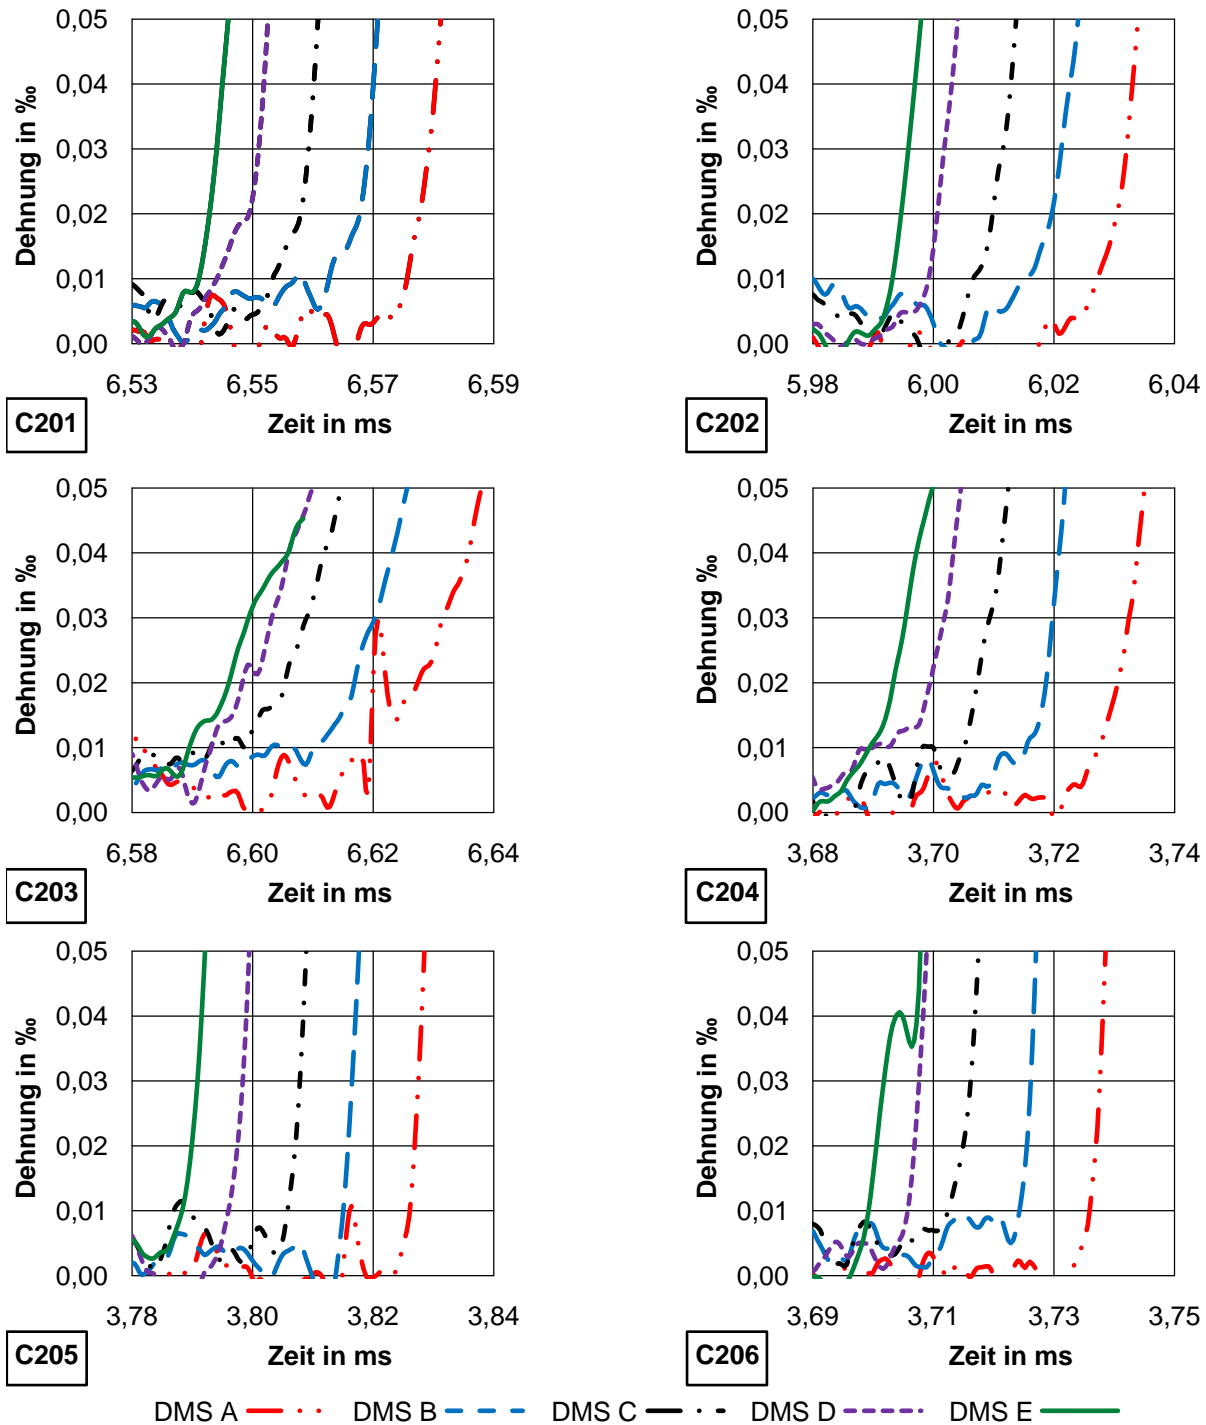 0,05
0,04
0,03
0,02
0,01
0,00
Dehnung in ‰
6,53 6,55 6,57 6,59
Zeit in ms
C201
0,05
0,04
0,03
0,02
0,01
0,00
Dehnung in ‰
5,98 6,00 6,02 6,04
Zeit in ms
C202
0,05
0,04
0,03
0,02
0,01
0,00
Dehnung in ‰
6,58 6,60 6,62 6,64
Zeit in ms
C203
0,05
0,04
0,03
0,02
0,01
0,00
Dehnung in ‰
3,68 3,70 3,72 3,74
Zeit in ms
C204
0,05
0,04
0,03
0,02
0,01
0,00
Dehnung in ‰
3,78 3,80 3,82 3,84
Zeit in ms
C205
0,05
0,04
0,03
0,02
0,01
0,00
Dehnung in ‰
3,69 3,71 3,73 3,75
Zeit in ms
C206
DMS A DMS B DMS C DMS D DMS E